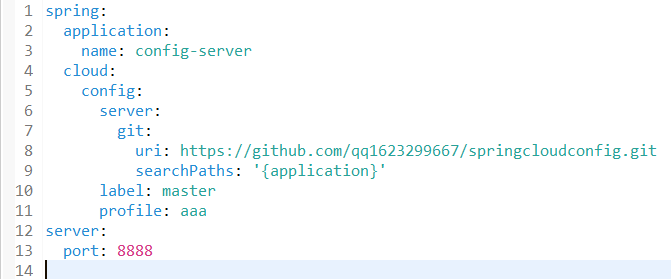 1 spring:
2   application:
3     name: config-server
4   cloud:
5     config:
6       server:
7         git:
8           uri: https://github.com/qq1623299667/springcloudconfig.git
9           searchPaths: '{application}'
10       label: master
11       profile: aaa
12 server:
13   port: 8888
14